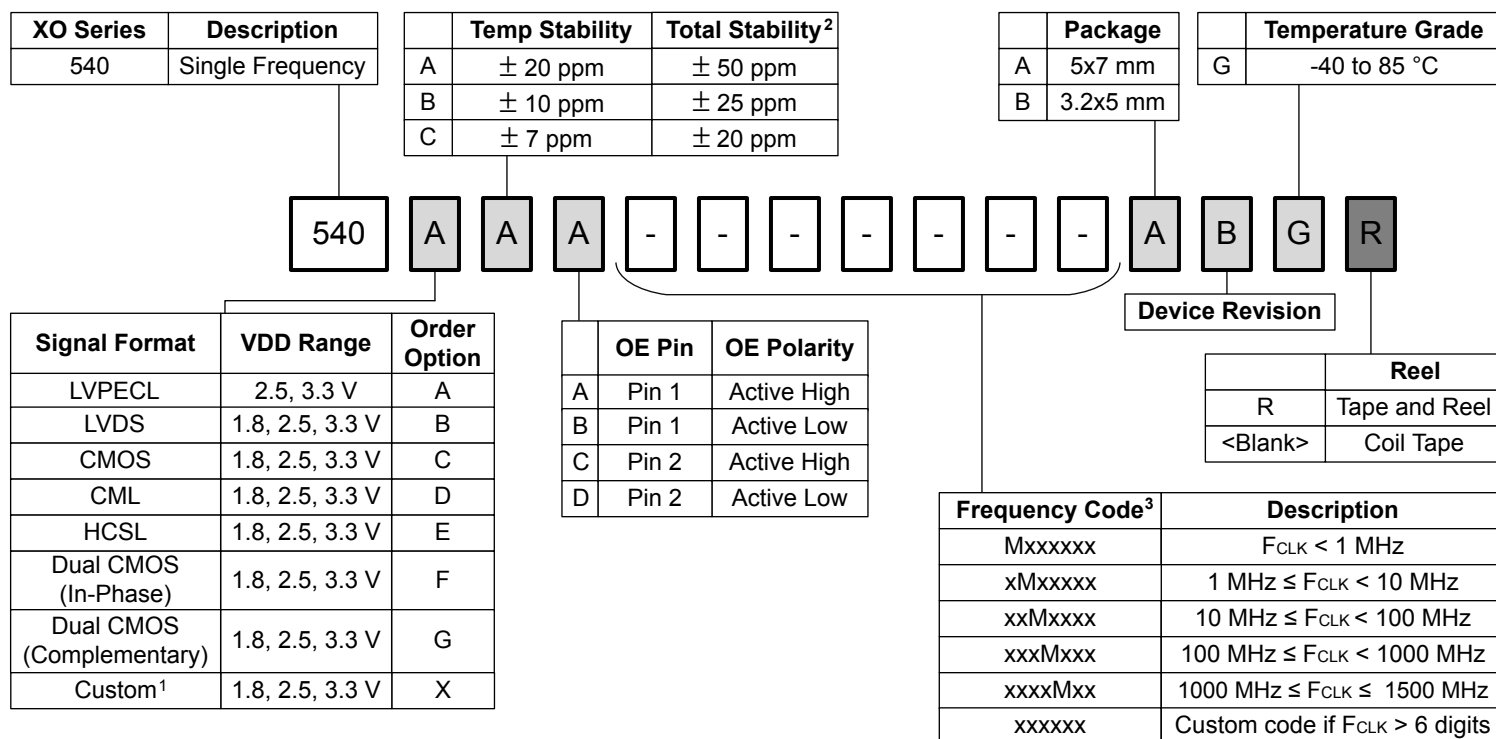 XO Series Description
540 Single Frequency
Temp Stability Total Stability2
A ± 20 ppm ± 50 ppm
B ± 10 ppm ± 25 ppm
C ± 7 ppm ± 20 ppm
Package
A 5x7 mm
B 3.2x5 mm
Temperature Grade
G -40 to 85 °C
540 A A A - - - - - - - A B G R
Signal Format VDD Range Order Option
LVPECL 2.5, 3.3 V A
LVDS 1.8, 2.5, 3.3 V B
CMOS 1.8, 2.5, 3.3 V C
CML 1.8, 2.5, 3.3 V D
HCSL 1.8, 2.5, 3.3 V E
Dual CMOS (In-Phase) 1.8, 2.5, 3.3 V F
Dual CMOS (Complementary) 1.8, 2.5, 3.3 V G
Custom1 1.8, 2.5, 3.3 V X
OE Pin OE Polarity
A Pin 1 Active High
B Pin 1 Active Low
C Pin 2 Active High
D Pin 2 Active Low
Device Revision
Reel
R Tape and Reel
<Blank> Coil Tape
Frequency Code3 Description
Mxxxxxx FCLK < 1 MHz
xMxxxxx 1 MHz ≤ FCLK < 10 MHz
xxMxxxx 10 MHz ≤ FCLK < 100 MHz
xxxMxxx 100 MHz ≤ FCLK < 1000 MHz
xxxxMxx 1000 MHz ≤ FCLK ≤ 1500 MHz
xxxxxx Custom code if FCLK > 6 digits